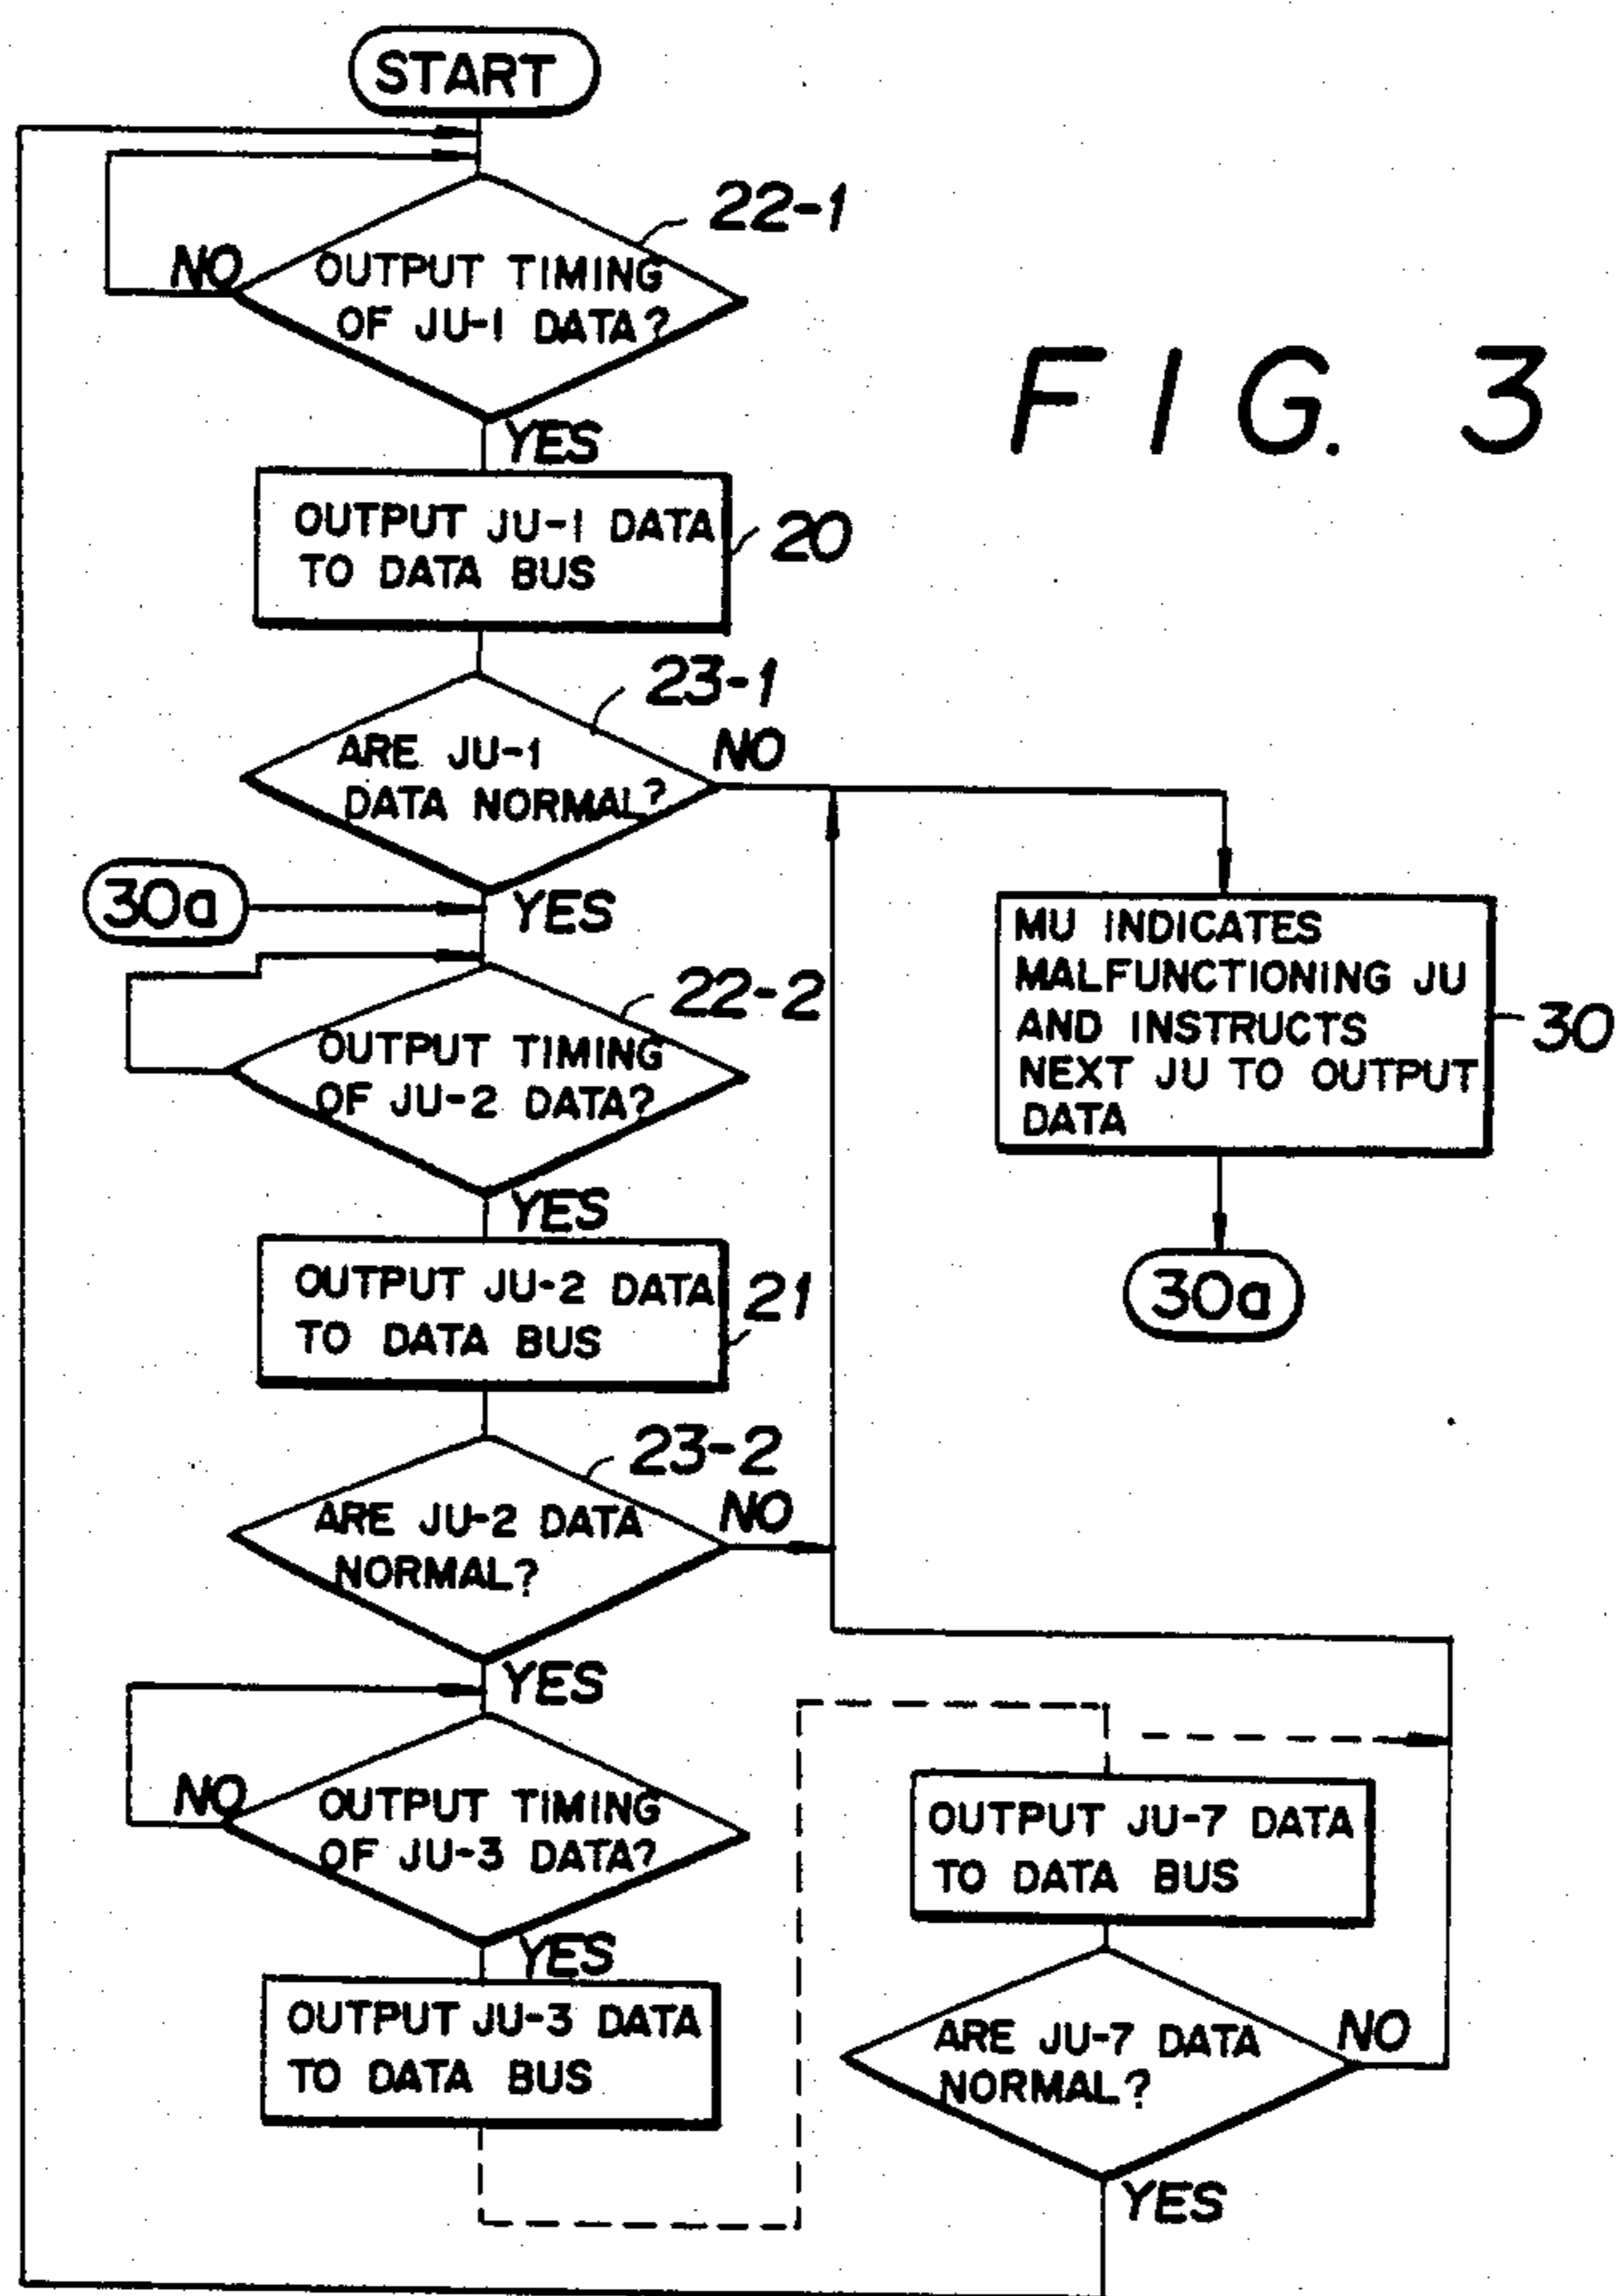 START
22-1
NO
OUTPUT TIMING
OF JU-1 DATA?
FIG. 3
YES
OUTPUT JU-1 DATA
TO DATA BUS
20
23-1
ARE JU-1
DATA NORMAL?
NO
30a
YES
22-2
OUTPUT TIMING
OF JU-2 DATA?
MU INDICATES
MALFUNCTIONING JU
AND INSTRUCTS
NEXT JU TO OUTPUT
DATA
30
30a
YES
OUTPUT JU-2 DATA
TO DATA BUS
21
23-2
ARE JU-2 DATA
NORMAL?
NO
YES
NO
OUTPUT TIMING
OF JU-3 DATA?
YES
OUTPUT JU-3 DATA
TO DATA BUS
OUTPUT JU-7 DATA
TO DATA BUS
ARE JU-7 DATA
NORMAL?
NO
YES